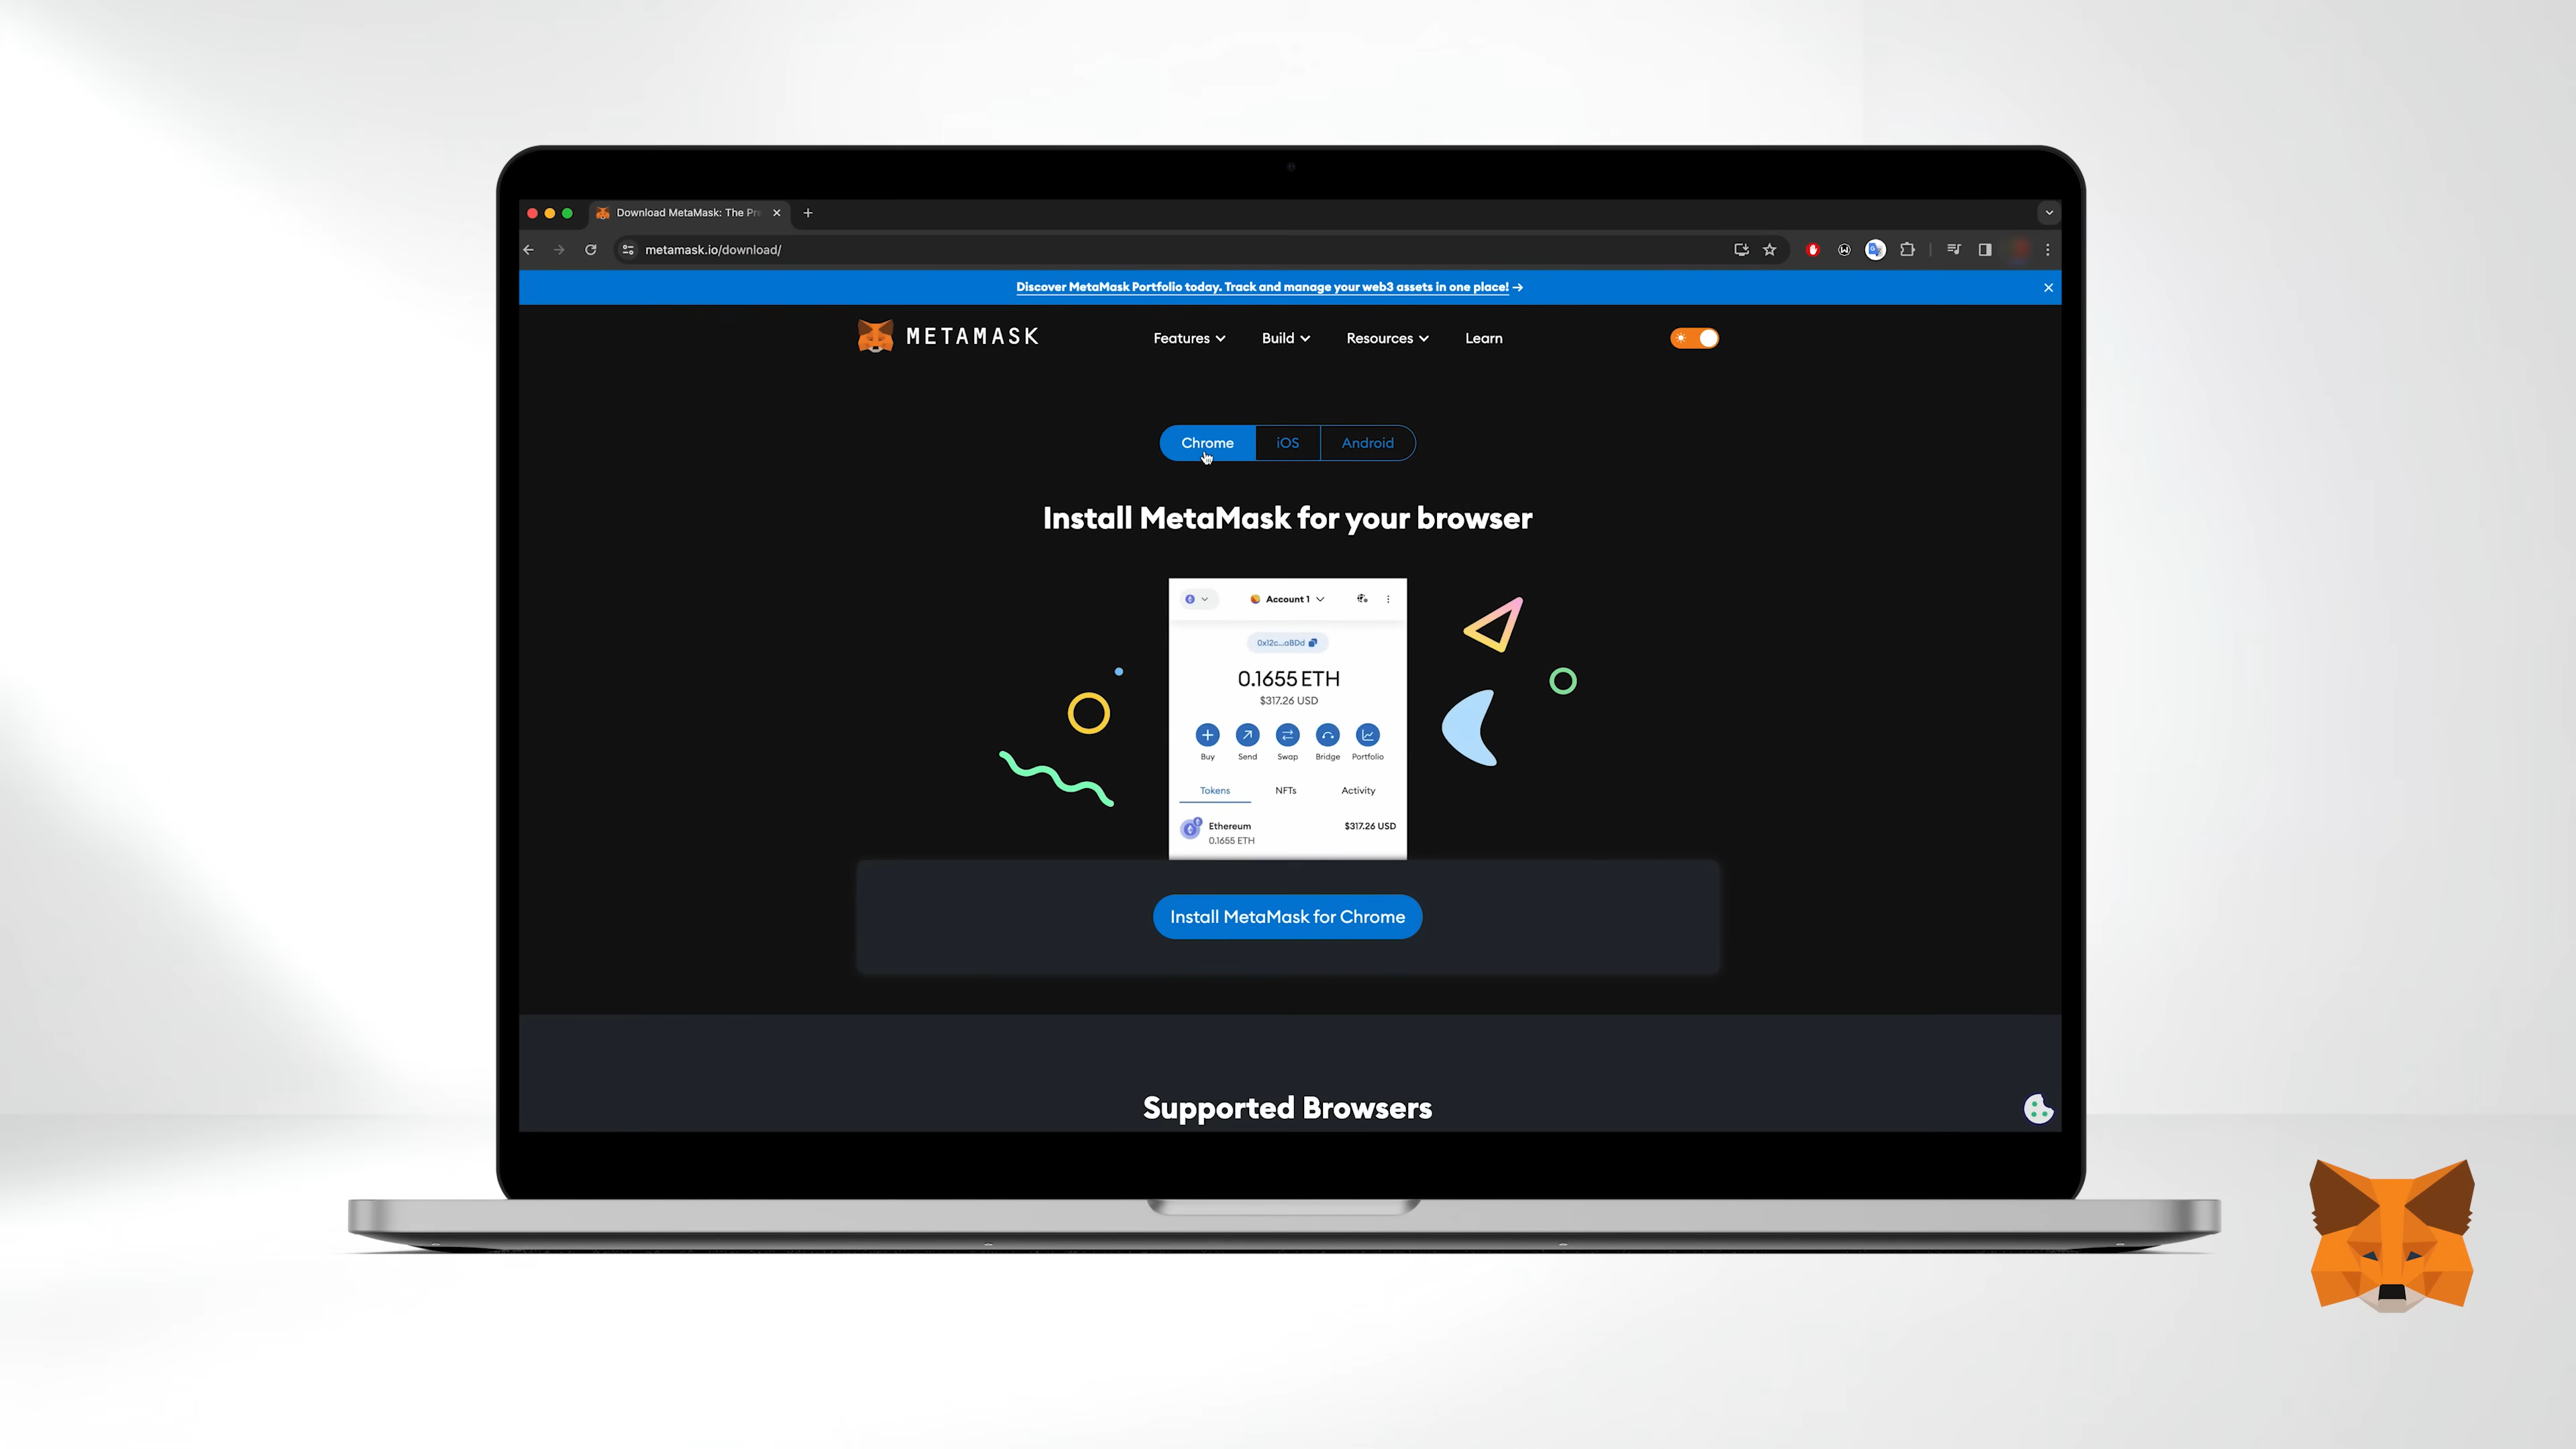 Download MetaMask: The Pr
metamask.io/download/
Discover MetaMask Portfolio today. Track and manage your web3 assets in one place! →
METAMASK
Features
Build
Resources
Learn
Chrome
iOS
Android
Install MetaMask for your browser
Account 1
0x12c...aBDd
0.1655 ETH
$317.26 USD
Buy
Send
Swap
Bridge
Portfolio
Tokens
NFTs
Activity
Ethereum
$317.26 USD
0.1655 ETH
Install MetaMask for Chrome
Supported Browsers